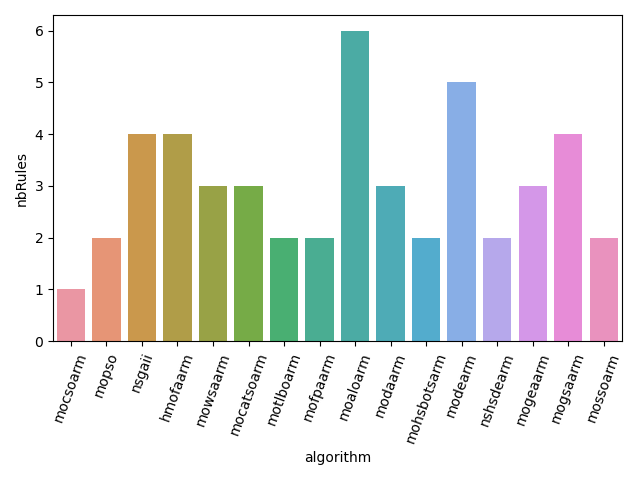 6
5
4
3
2
1
0
nbRules
mocsoarm
mopso
nsgaii
hmofaarm
mowsaarm
mocatsoarm
motlboarm
mofpaarm
moaloarm
modaarm
mohsbotsarm
modearm
nshsdearm
mogeaarm
mogsaarm
mossoarm
algorithm